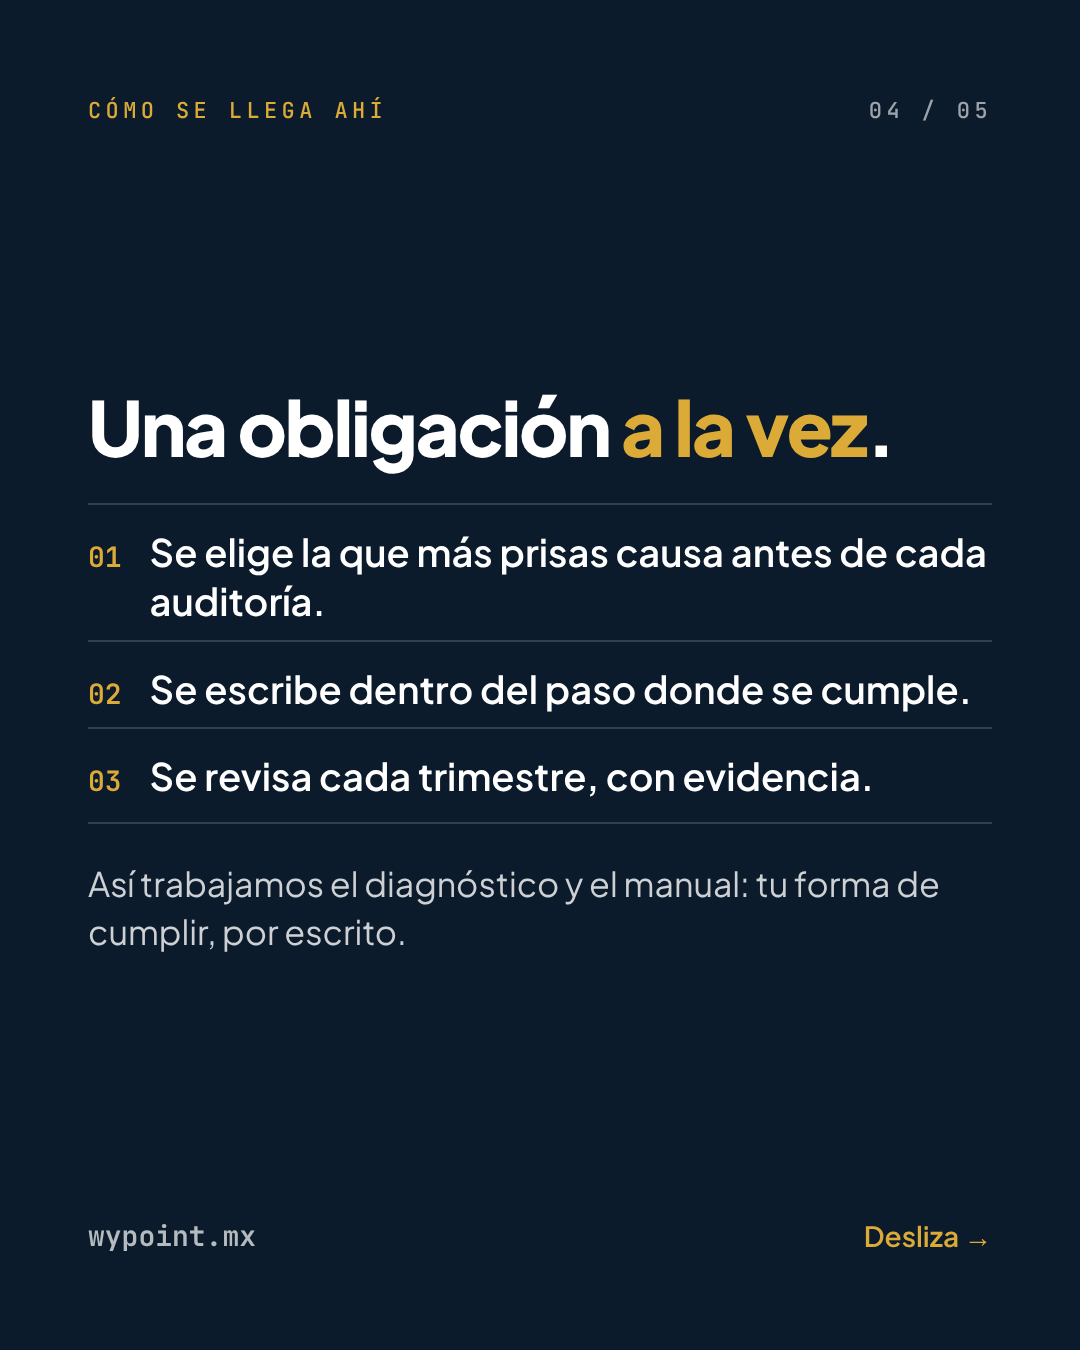 CÓMO SE LLEGA AHÍ
04 / 05
Una obligación a la vez.
01 Se elige la que más prisas causa antes de cada
auditoría.
02 Se escribe dentro del paso donde se cumple.
03 Se revisa cada trimestre, con evidencia.
Así trabajamos el diagnóstico y el manual: tu forma de
cumplir, por escrito.
wypoint.mx
Desliza →